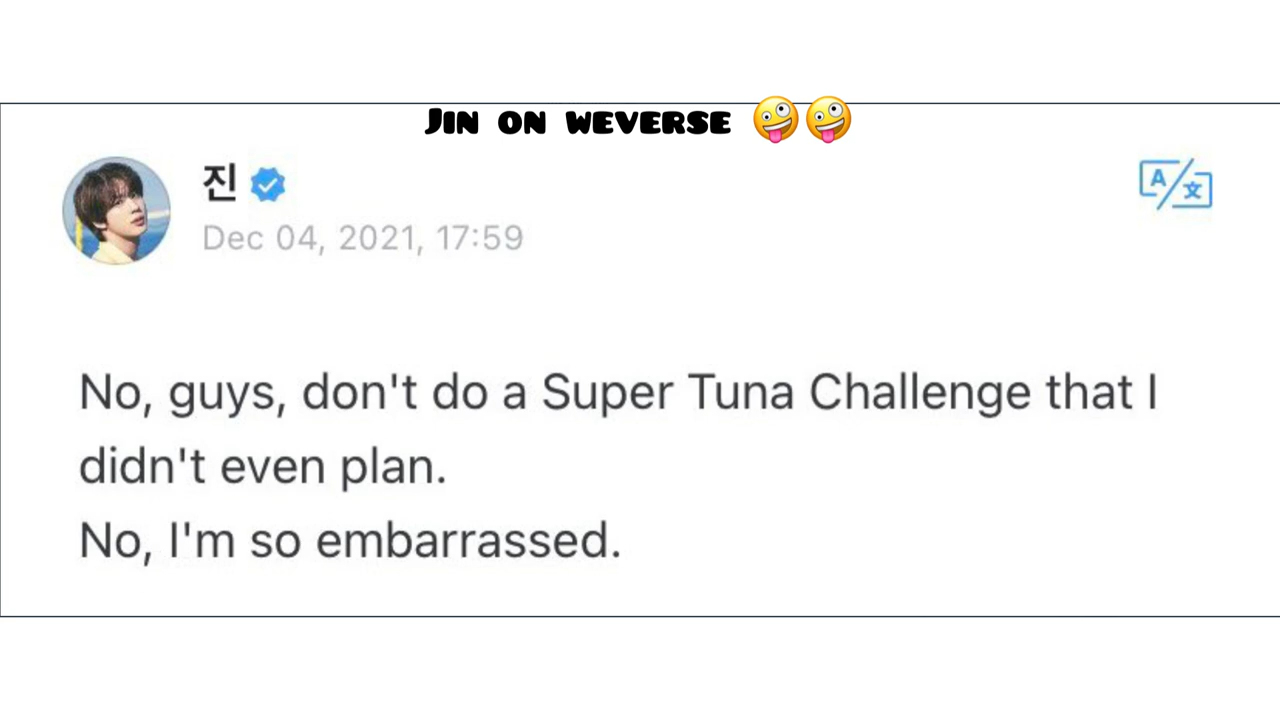 Jin on weverse 🤪🤪
진
Dec 04, 2021, 17:59
A/文
No, guys, don't do a Super Tuna Challenge that I
didn't even plan.
No, I'm so embarrassed.